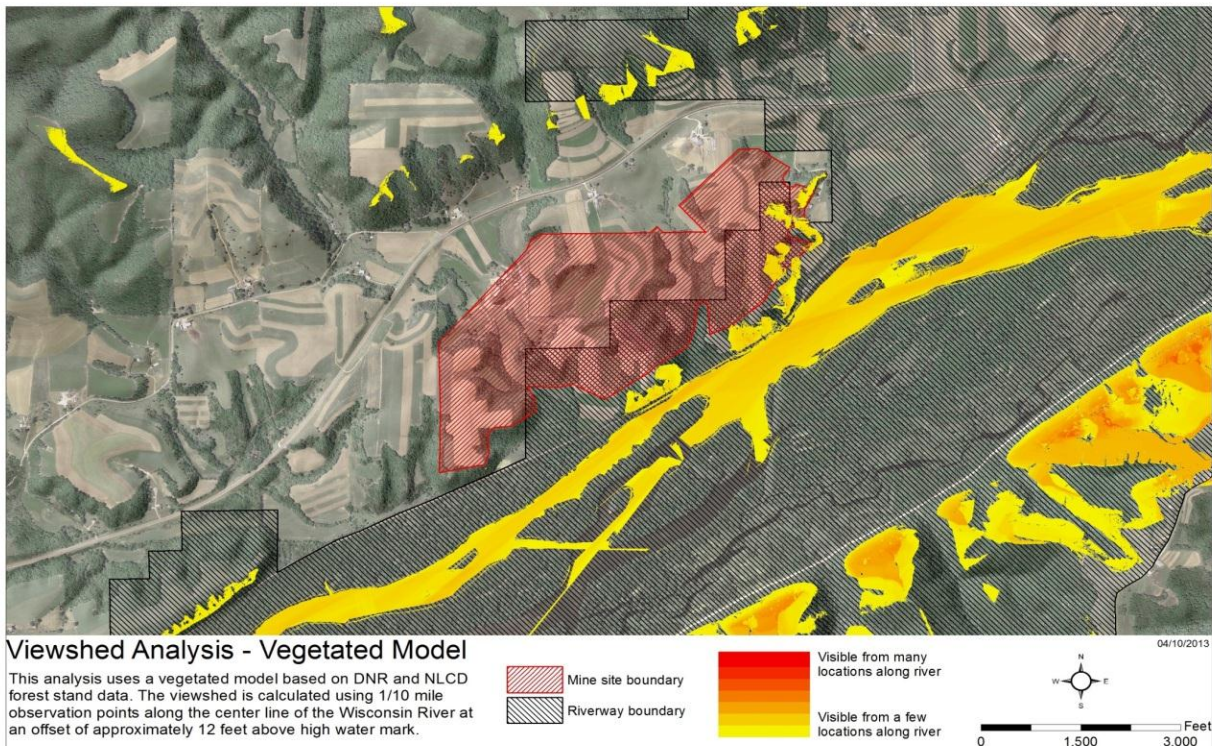 04/10/2013
Viewshed Analysis - Vegetated Model
This analysis uses a vegetated model based on DNR and NLCD
forest stand data. The viewshed is calculated using 1/10 mile
observation points along the center line of the Wisconsin River at
an offset of approximately 12 feet above high water mark.
Mine site boundary
Riverway boundary
Visible from many
locations along river
Visible from a few
locations along river
N
W
E
S
Feet
0
1.500
3.000